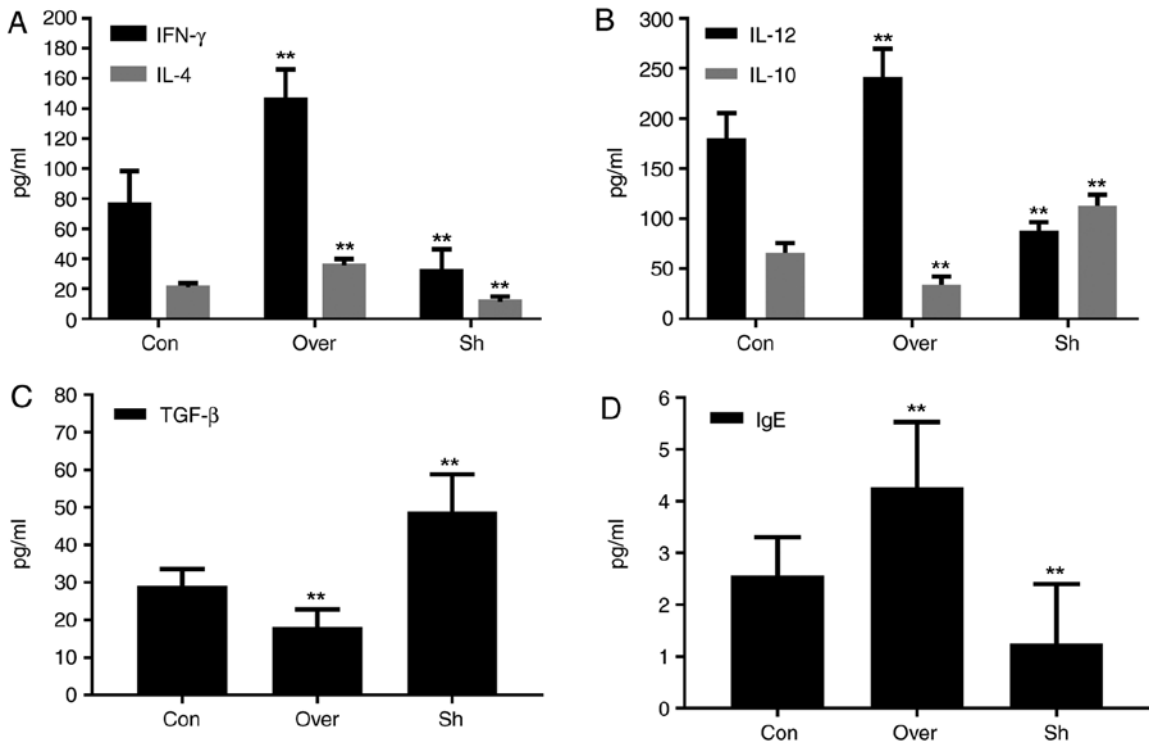 A
IFN-γ
IL-4
pg/ml
200
180
160
140
120
100
80
60
40
20
0
**
**
**
**
Con Over Sh
B
IL-12
IL-10
pg/ml
300
250
200
150
100
50
0
**
**
**
**
Con Over Sh
C
TGF-β
pg/ml
80
70
60
50
40
30
20
10
0
**
**
Con Over Sh
D
IgE
pg/ml
6
5
4
3
2
1
0
**
**
Con Over Sh